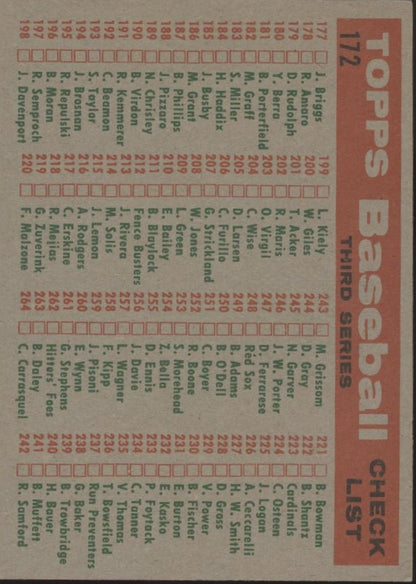 TOPPS Baseball CHECK LIST
172
THIRD SERIES
177 J. Briggs
178 R. Amaro
179 D. Rudolph
180 Y. Berra
181 B. Porterfield
182 M. Graff
183 S. Miller
184 H. Haddix
185 J. Busby
186 M. Grant
187 B. Phillips
188 J. Pizzaro
189 N. Chrisley
190 B. Virdon
191 R. Kemmerer
192 C. Beamon
193 S. Taylor
194 J. Brosnan
195 R. Repulski
196 B. Moran
197 R. Semproch
198 J. Davenport
199 L. Kiely
200 W. Giles
201 T. Acker
202 R. Maris
203 O. Virgil
204 C. Wise
205 D. Larsen
206 C. Furillo
207 G. Strickland
208 W. Jones
209 L. Green
210 E. Bailey
211 B. Blaylock
212 Fence Busters
213 J. Rivera
214 M. Solis
215 J. Lemon
216 A. Rodgers
217 C. Erskine
218 R. Mejias
219 G. Zuverink
220 F. Malzone
243 M. Grissom
244 D. Gray
245 N. Garver
246 J. W. Porter
247 D. Ferrarese
248 Red Sox
249 B. Adams
250 B. O'Dell
251 C. Boyer
252 R. Boone
253 S. Morehead
254 Z. Bella
255 D. Ennis
256 J. Davie
257 L. Wagner
258 F. Kipp
259 J. Pisoni
260 E. Wynn
261 G. Stephens
262 Hitters' Foes
263 B. Daley
264 C. Carrasquel
221 B. Bowman
222 B. Shantz
223 Cardinals
224 C. Osteen
225 J. Logan
226 A. Ceccarelli
227 H. W. Smith
228 D. Gross
229 V. Power
230 B. Fischer
231 E. Burton
232 E. Kasko
233 P. Foytack
234 C. Tanner
235 V. Thomas
236 T. Bowsfield
237 Run Preventers
238 G. Baker
239 B. Trowbridge
240 H. Bauer
241 B. Muffett
242 R. Samford